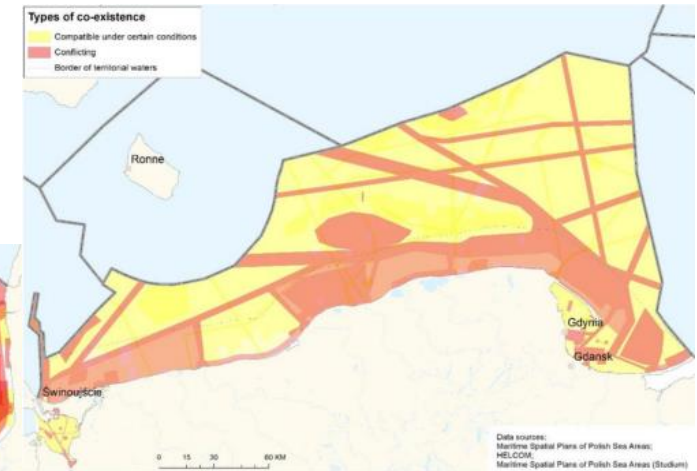 Types of co-existence
Compatible under certain conditions
Conflicting
Border of territorial waters
Ronne
Gdynia
Gdansk
Świnoujście
0 15 30 60 KM
Data sources:
Maritime Spatial Plans of Polish Sea Areas;
HELCOM;
Maritime Spatial Plans of Polish Sea Areas (Studium)